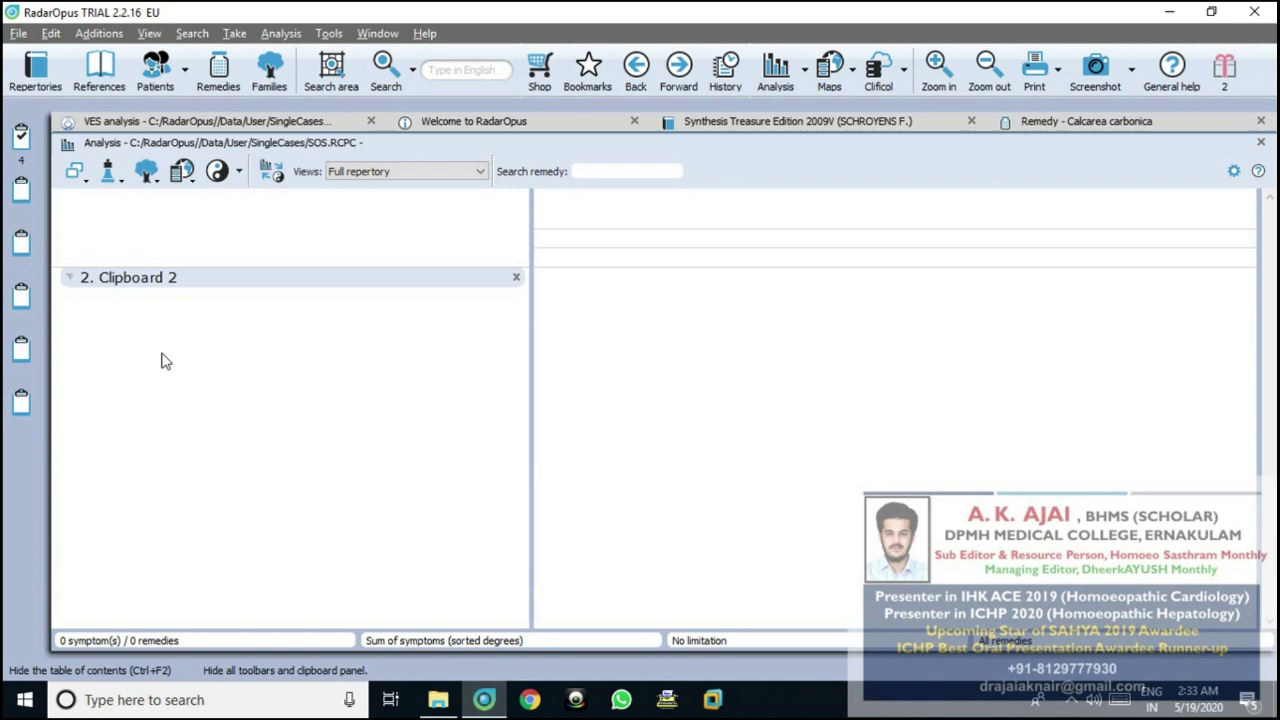 RadarOpus TRIAL 2.2.16 EU
File Edit Additions View Search Take Analysis Tools Window Help
Repertories References Patients Remedies Families Search area Search Type in English Shop Bookmarks Back Forward History Analysis Maps Clificol Zoom in Zoom out Print Screenshot General help 2
VES analysis - C:/RadarOpus//Data/User/SingleCases... Welcome to RadarOpus Synthesis Treasure Edition 2009V (SCHROYENS F.) Remedy - Calcarea carbonica
Analysis - C:/RadarOpus//Data/User/SingleCases/SOS.RCPC -
4
Views: Full repertory Search remedy:
2. Clipboard 2
A. K. AJAI , BHMS (SCHOLAR)
DPMH MEDICAL COLLEGE, ERNAKULAM
Sub Editor & Resource Person, Homoeo Sasthram Monthly
Managing Editor, DheerkAYUSH Monthly
Presenter in IHK ACE 2019 (Homoeopathic Cardiology)
Presenter in ICHP 2020 (Homoeopathic Hepatology)
Upcoming Star of SAHYA 2019 Awardee
ICHP Best Oral Presentation Awardee Runner-up
+91-8129777930
drajaiaknair@gmail.com
0 symptom(s) / 0 remedies Sum of symptoms (sorted degrees) No limitation All remedies
Hide the table of contents (Ctrl+F2) Hide all toolbars and clipboard panel.
Type here to search ENG 2:33 AM
IN 5/19/2020 5